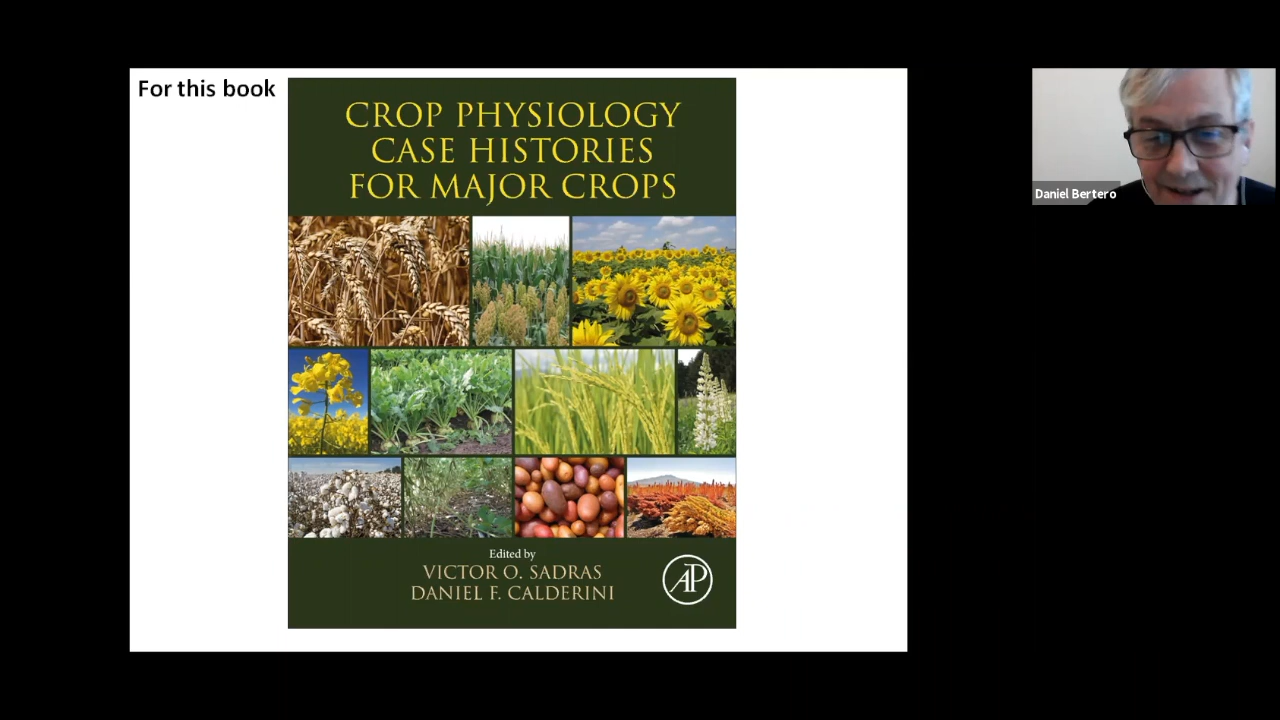 For this book
CROP PHYSIOLOGY
CASE HISTORIES
FOR MAJOR CROPS
Edited by
VICTOR O. SADRAS
DANIEL F. CALDERINI
AP
Daniel Bertero